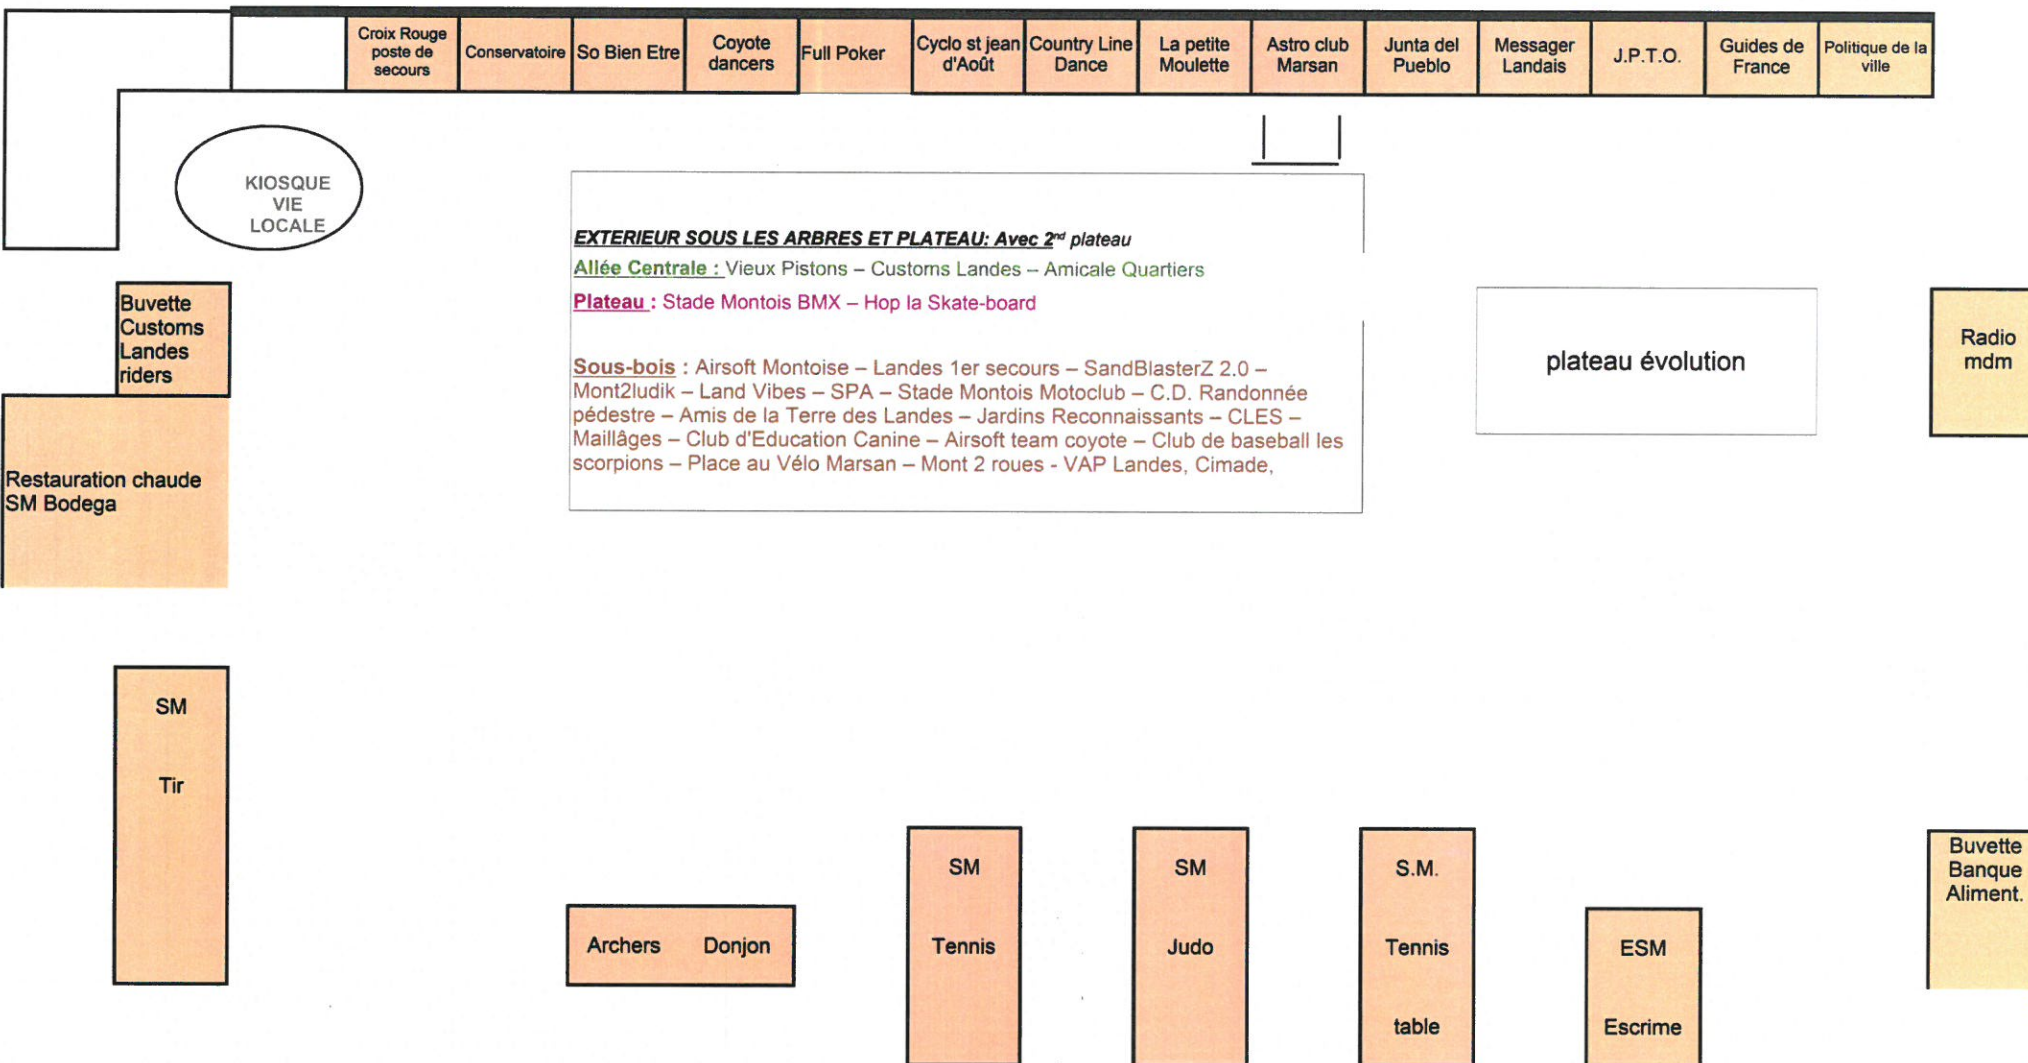 Croix Rouge
poste de
secours
Conservatoire
So Bien Etre
Coyote
dancers
Full Poker
Cyclo st jean
d'Août
Country Line
Dance
La petite
Moulette
Astro club
Marsan
Junta del
Pueblo
Messager
Landais
J.P.T.O.
Guides de
France
Politique de la
ville
KIOSQUE
VIE
LOCALE
EXTERIEUR SOUS LES ARBRES ET PLATEAU: Avec 2nd plateau
Allée Centrale : Vieux Pistons – Customs Landes – Amicale Quartiers
Plateau : Stade Montois BMX – Hop la Skate-board
Sous-bois : Airsoft Montoise – Landes 1er secours – SandBlasterZ 2.0 –
Mont2ludik – Land Vibes – SPA – Stade Montois Motoclub – C.D. Randonnée
pédestre – Amis de la Terre des Landes – Jardins Reconnaissants – CLES –
Maillâges – Club d'Education Canine – Airsoft team coyote – Club de baseball les
scorpions – Place au Vélo Marsan – Mont 2 roues - VAP Landes, Cimade,
plateau évolution
Radio
mdm
Buvette
Customs
Landes
riders
Restauration chaude
SM Bodega
SM
Tir
Archers Donjon
SM
Tennis
SM
Judo
S.M.
Tennis
table
ESM
Escrime
Buvette
Banque
Aliment.